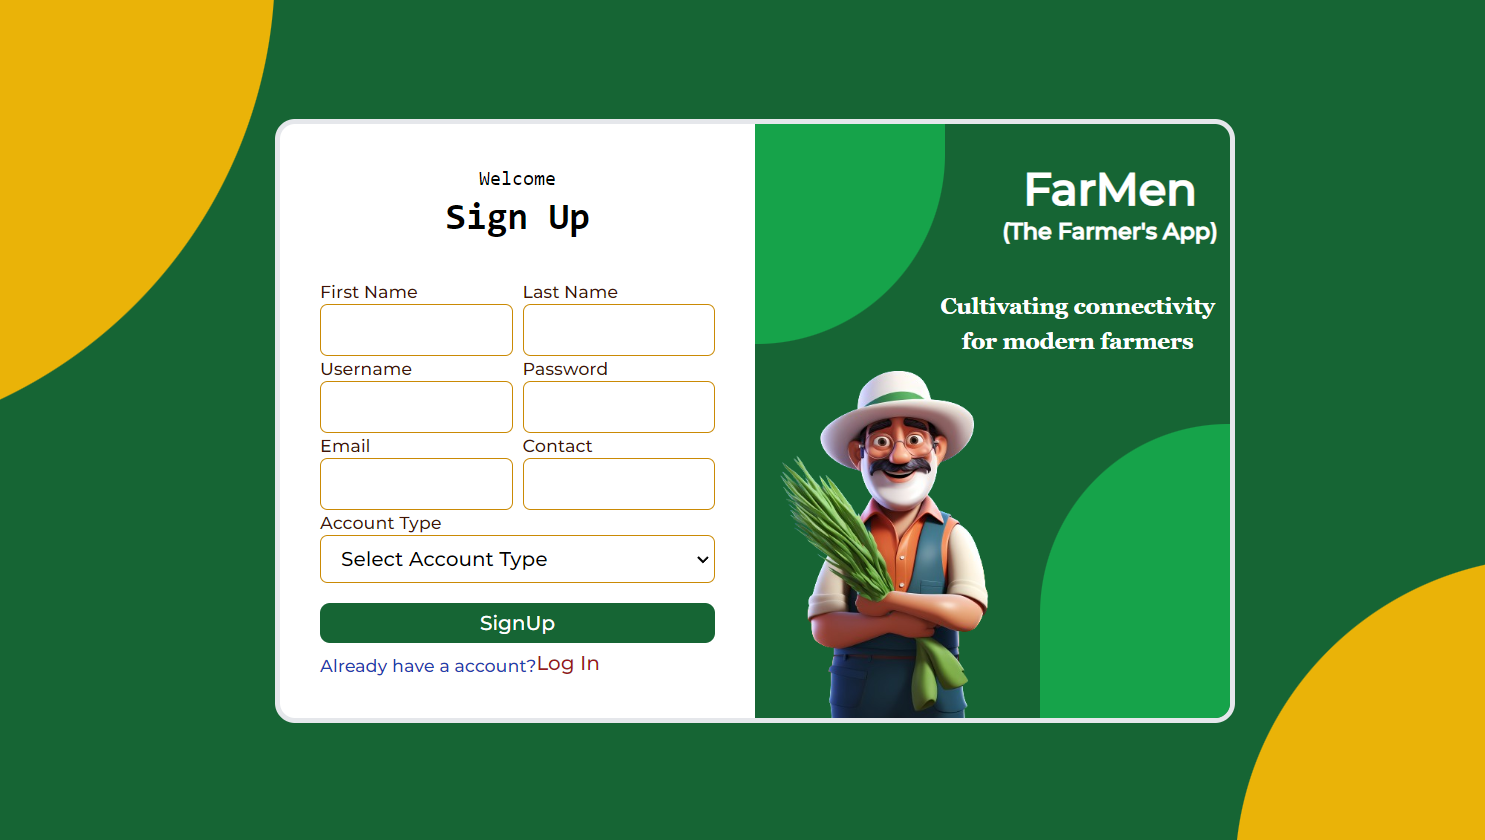 Welcome
Sign Up
First Name
Last Name
Username
Password
Email
Contact
Account Type
Select Account Type
SignUp
Already have a account?Log In
FarMen
(The Farmer's App)
Cultivating connectivity
for modern farmers